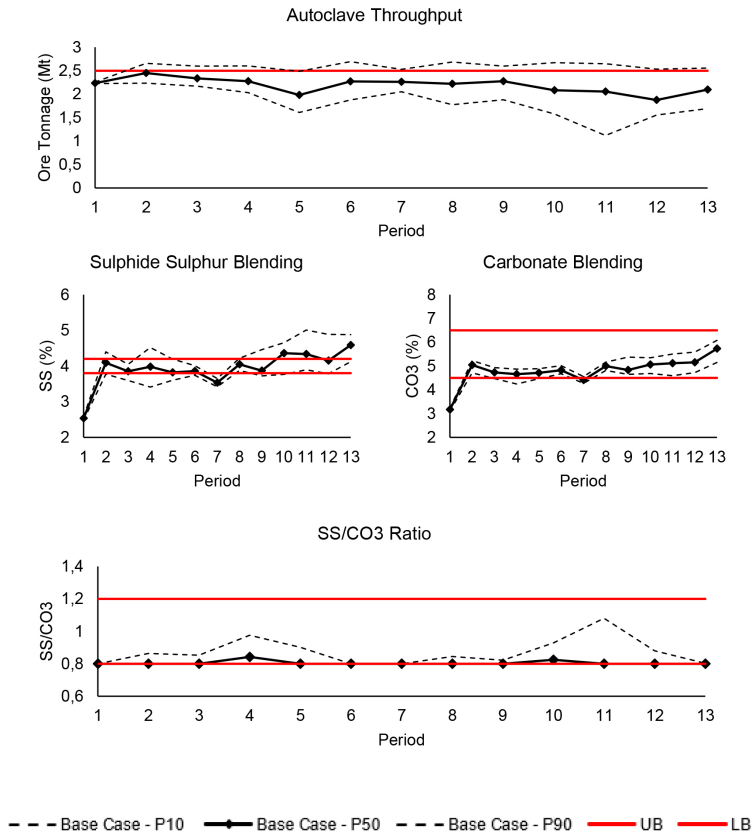 Autoclave Throughput
Ore Tonnage (Mt)
3
2,5
2
1,5
1
0,5
0
1 2 3 4 5 6 7 8 9 10 11 12 13
Period
Sulphide Sulphur Blending
SS (%)
6
5
4
3
2
1 2 3 4 5 6 7 8 9 10 11 12 13
Period
Carbonate Blending
CO3 (%)
8
7
6
5
4
3
2
1 2 3 4 5 6 7 8 9 10 11 12 13
Period
SS/CO3 Ratio
SS/CO3
1,4
1,2
1
0,8
0,6
1 2 3 4 5 6 7 8 9 10 11 12 13
Period
Base Case - P10 Base Case - P50 Base Case - P90 UB LB